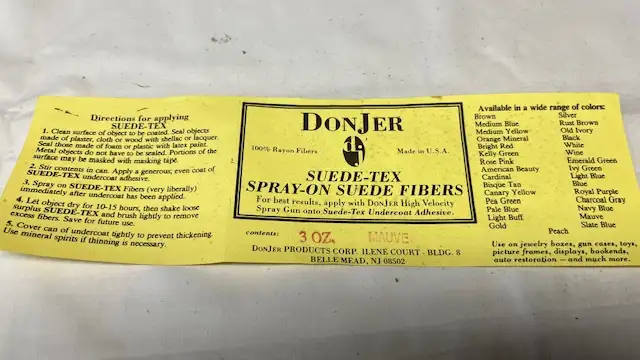 Directions for applying
SUEDE-TEX
1. Clean surface of object to be coated. Seal objects
made of plaster, cloth or wood with shellac or lacquer.
Seal those made of foam or plastic with latex paint.
Metal objects do not have to be sealed. Portions of the
surface may be masked with masking tape.
2. Stir contents in can. Apply a generous, even coat of
SUEDE-TEX undercoat adhesive.
3. Spray on SUEDE-TEX Fibers (very liberally)
immediately after undercoat has been applied.
4. Let object dry for 10-15 hours, then shake loose
surplus SUEDE-TEX and brush lightly to remove
excess fibers. Save for future use.
5. Cover can of undercoat tightly to prevent thickening.
Use mineral spirits if thinning is necessary.
DONJER
100% Rayon Fibers
Made in U.S.A.
SUEDE-TEX
SPRAY-ON SUEDE FIBERS
For best results, apply with DONJER High Velocity
Spray Gun onto Suede-Tex Undercoat Adhesive.
contents: 3 OZ. MAUVE
DONJER PRODUCTS CORP. ILENE COURT - BLDG. 8
BELLE MEAD, NJ 08502
Available in a wide range of colors:
Brown
Medium Blue
Medium Yellow
Orange Mineral
Bright Red
Kelly Green
Rose Pink
American Beauty
Cardinal
Bisque Tan
Canary Yellow
Pea Green
Pale Blue
Light Buff
Gold
Silver
Rust Brown
Old Ivory
Black
White
Wine
Emerald Green
Ivy Green
Light Blue
Blue
Royal Purple
Charcoal Gray
Navy Blue
Mauve
Slate Blue
Peach
Use on jewelry boxes, gun cases, toys,
picture frames, displays, bookends,
auto restoration — and much more.